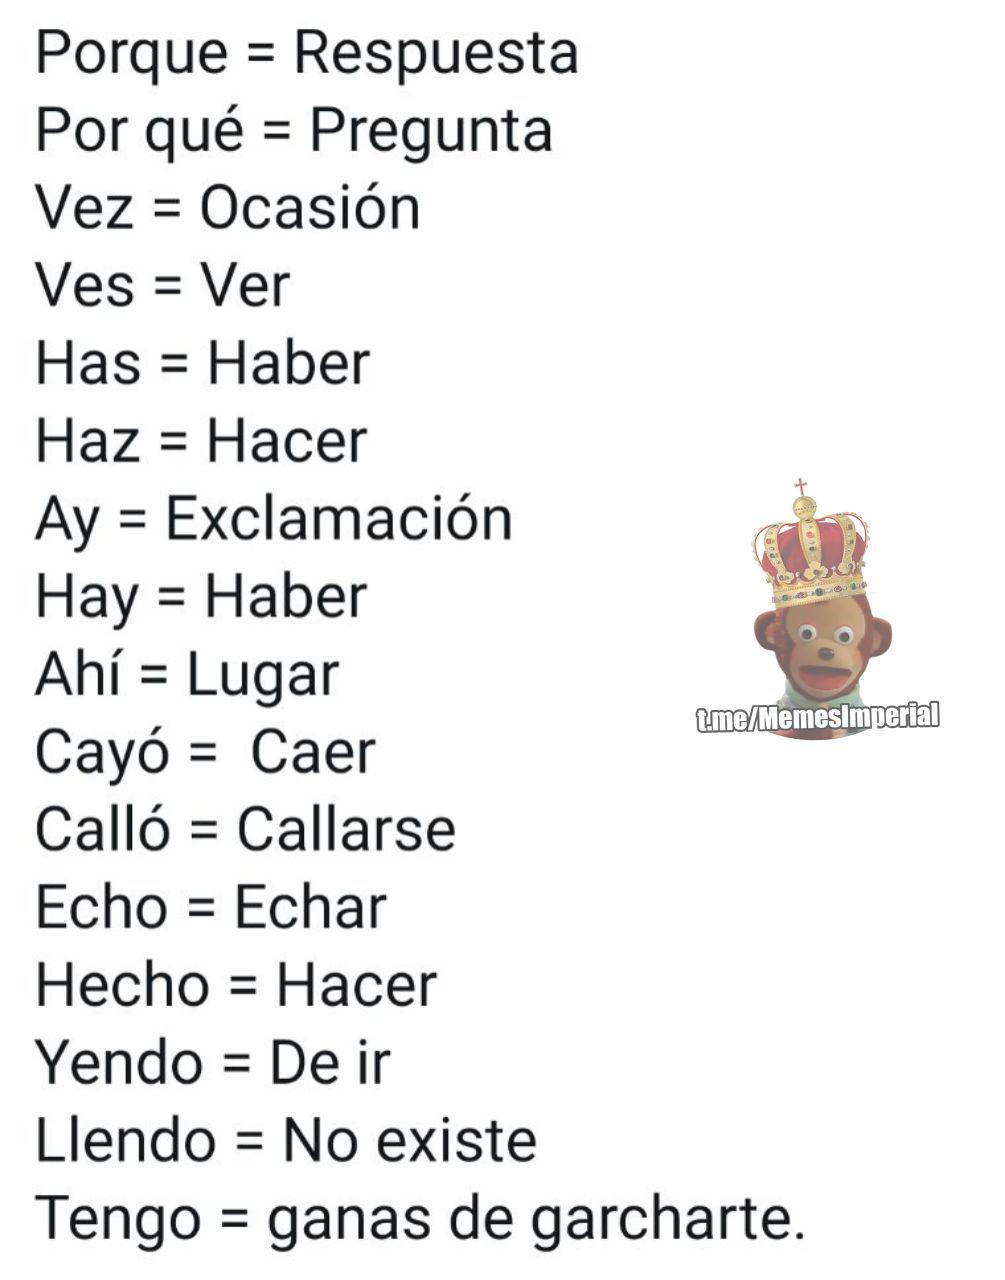 Porque = Respuesta
Por qué = Pregunta
Vez = Ocasión
Ves = Ver
Has = Haber
Haz = Hacer
Ay = Exclamación
Hay = Haber
Ahí = Lugar
Cayó = Caer
Calló = Callarse
Echo = Echar
Hecho = Hacer
Yendo = De ir
Llendo = No existe
Tengo = ganas de garcharte.
t.me/MemesImperial